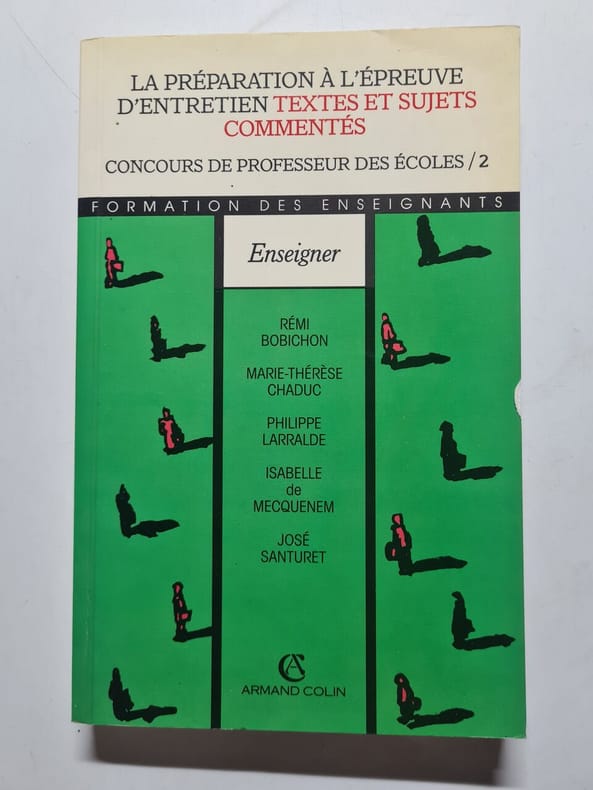 LA PRÉPARATION À L'ÉPREUVE
D'ENTRETIEN TEXTES ET SUJETS
COMMENTÉS
CONCOURS DE PROFESSEUR DES ÉCOLES / 2
FORMATION DES ENSEIGNANTS
Enseigner
RÉMI
BOBICHON
MARIE-THÉRÈSE
CHADUC
PHILIPPE
LARRALDE
ISABELLE
de
MECQUENEM
JOSÉ
SANTURET
AC
ARMAND COLIN